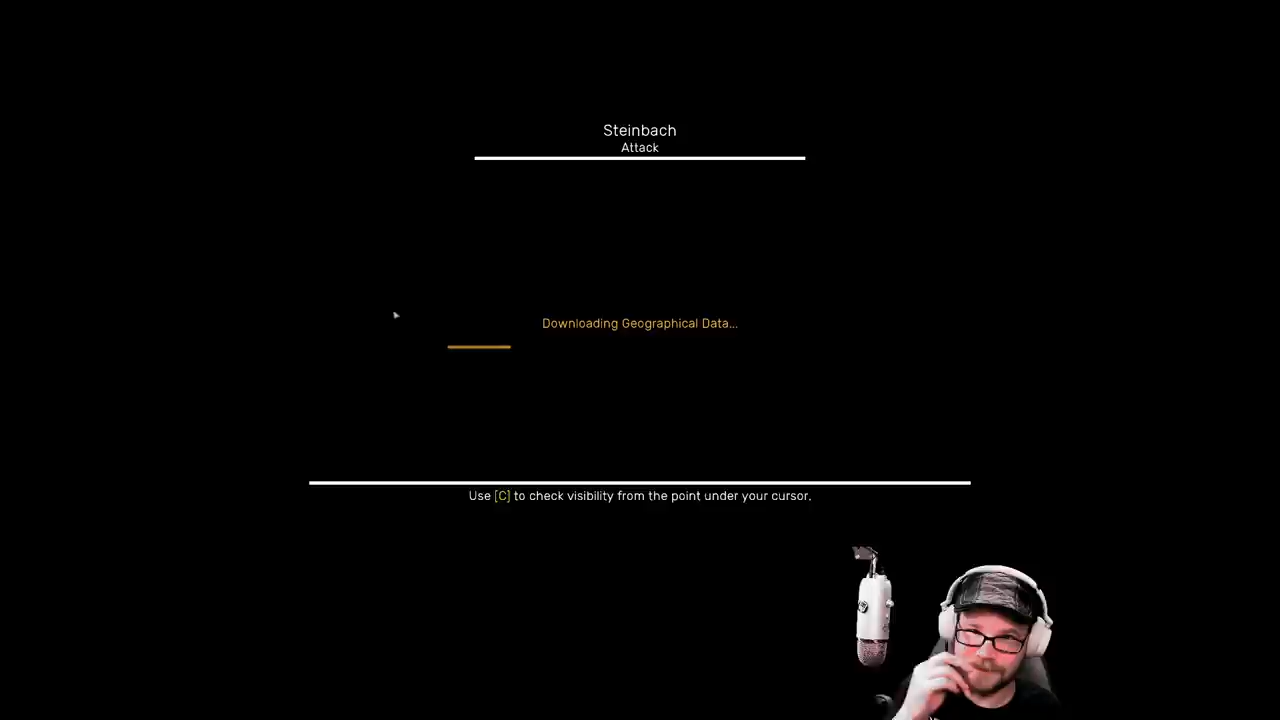 Steinbach
Attack
Downloading Geographical Data...
Use [C] to check visibility from the point under your cursor.